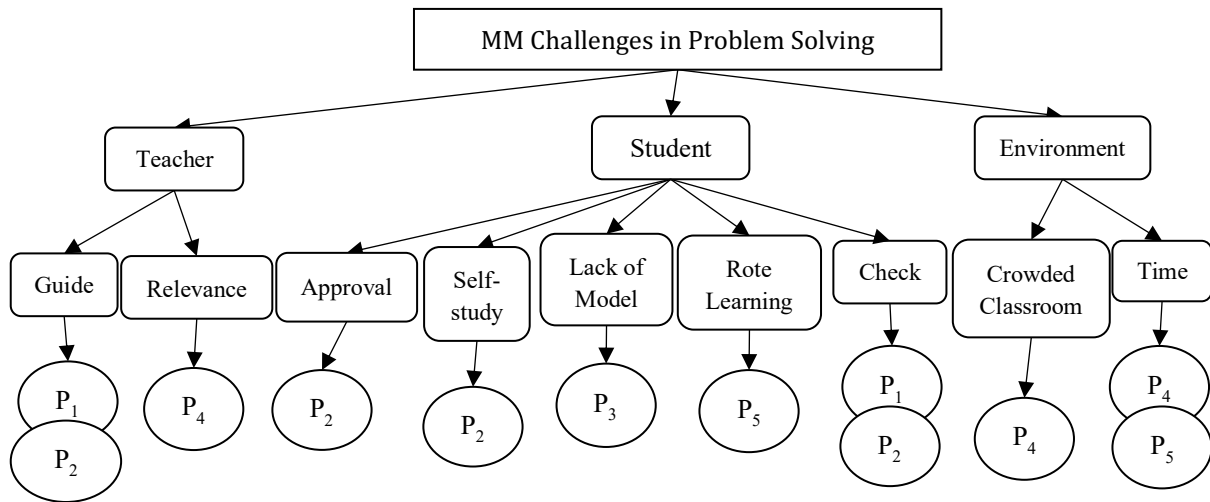 MM Challenges in Problem Solving
Teacher
Student
Environment
Guide
Relevance
Approval
Self-
study
Lack of
Model
Rote
Learning
Check
Crowded
Classroom
Time
P₁
P₂
P₄
P₂
P₂
P₃
P₅
P₁
P₂
P₄
P₄
P₅